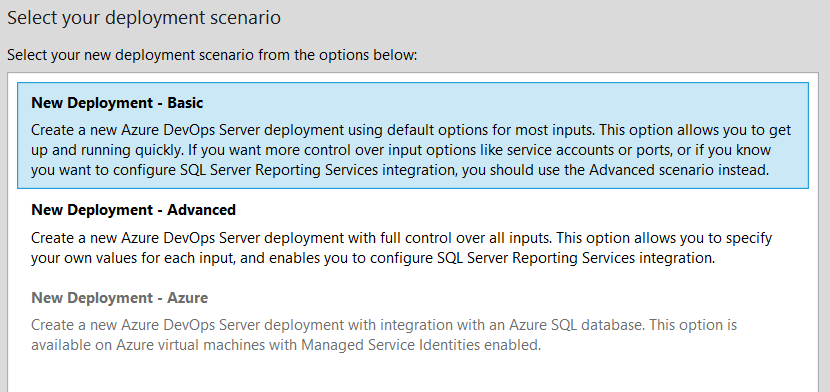 Select your deployment scenario
Select your new deployment scenario from the options below:
New Deployment - Basic
Create a new Azure DevOps Server deployment using default options for most inputs. This option allows you to get
up and running quickly. If you want more control over input options like service accounts or ports, or if you know
you want to configure SQL Server Reporting Services integration, you should use the Advanced scenario instead.
New Deployment - Advanced
Create a new Azure DevOps Server deployment with full control over all inputs. This option allows you to specify
your own values for each input, and enables you to configure SQL Server Reporting Services integration.
New Deployment - Azure
Create a new Azure DevOps Server deployment with integration with an Azure SQL database. This option is
available on Azure virtual machines with Managed Service Identities enabled.